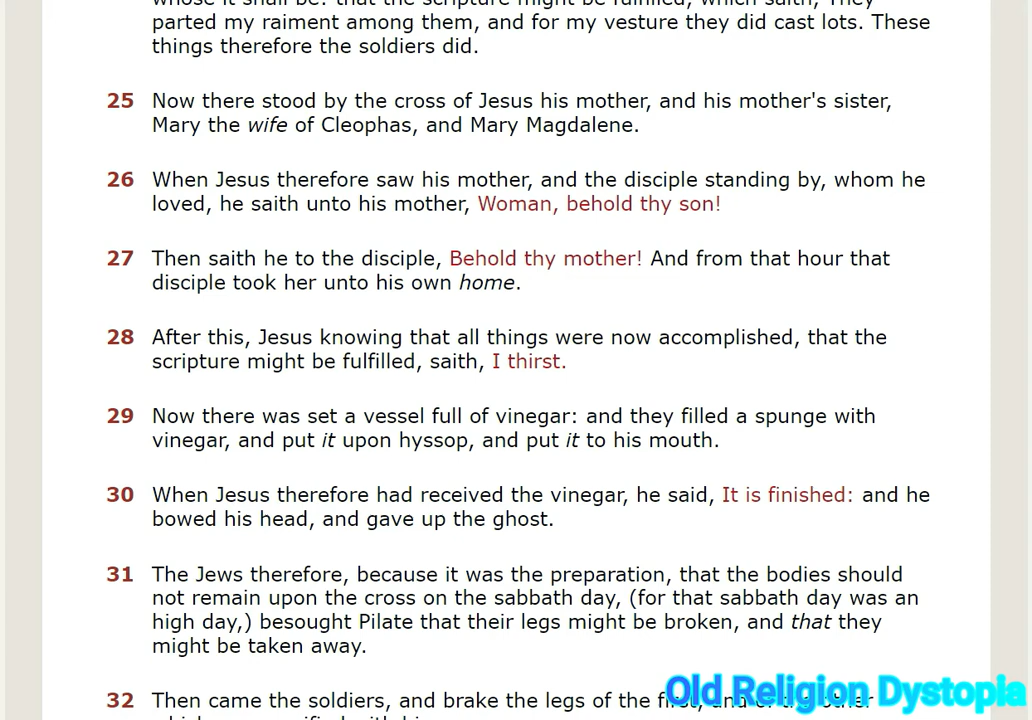 parted my raiment among them, and for my vesture they did cast lots. These
things therefore the soldiers did.
25 Now there stood by the cross of Jesus his mother, and his mother's sister,
Mary the wife of Cleophas, and Mary Magdalene.
26 When Jesus therefore saw his mother, and the disciple standing by, whom he
loved, he saith unto his mother, Woman, behold thy son!
27 Then saith he to the disciple, Behold thy mother! And from that hour that
disciple took her unto his own home.
28 After this, Jesus knowing that all things were now accomplished, that the
scripture might be fulfilled, saith, I thirst.
29 Now there was set a vessel full of vinegar: and they filled a spunge with
vinegar, and put it upon hyssop, and put it to his mouth.
30 When Jesus therefore had received the vinegar, he said, It is finished: and he
bowed his head, and gave up the ghost.
31 The Jews therefore, because it was the preparation, that the bodies should
not remain upon the cross on the sabbath day, (for that sabbath day was an
high day,) besought Pilate that their legs might be broken, and that they
might be taken away.
32 Then came the soldiers, and brake the legs of the
Old Religion Dystopia